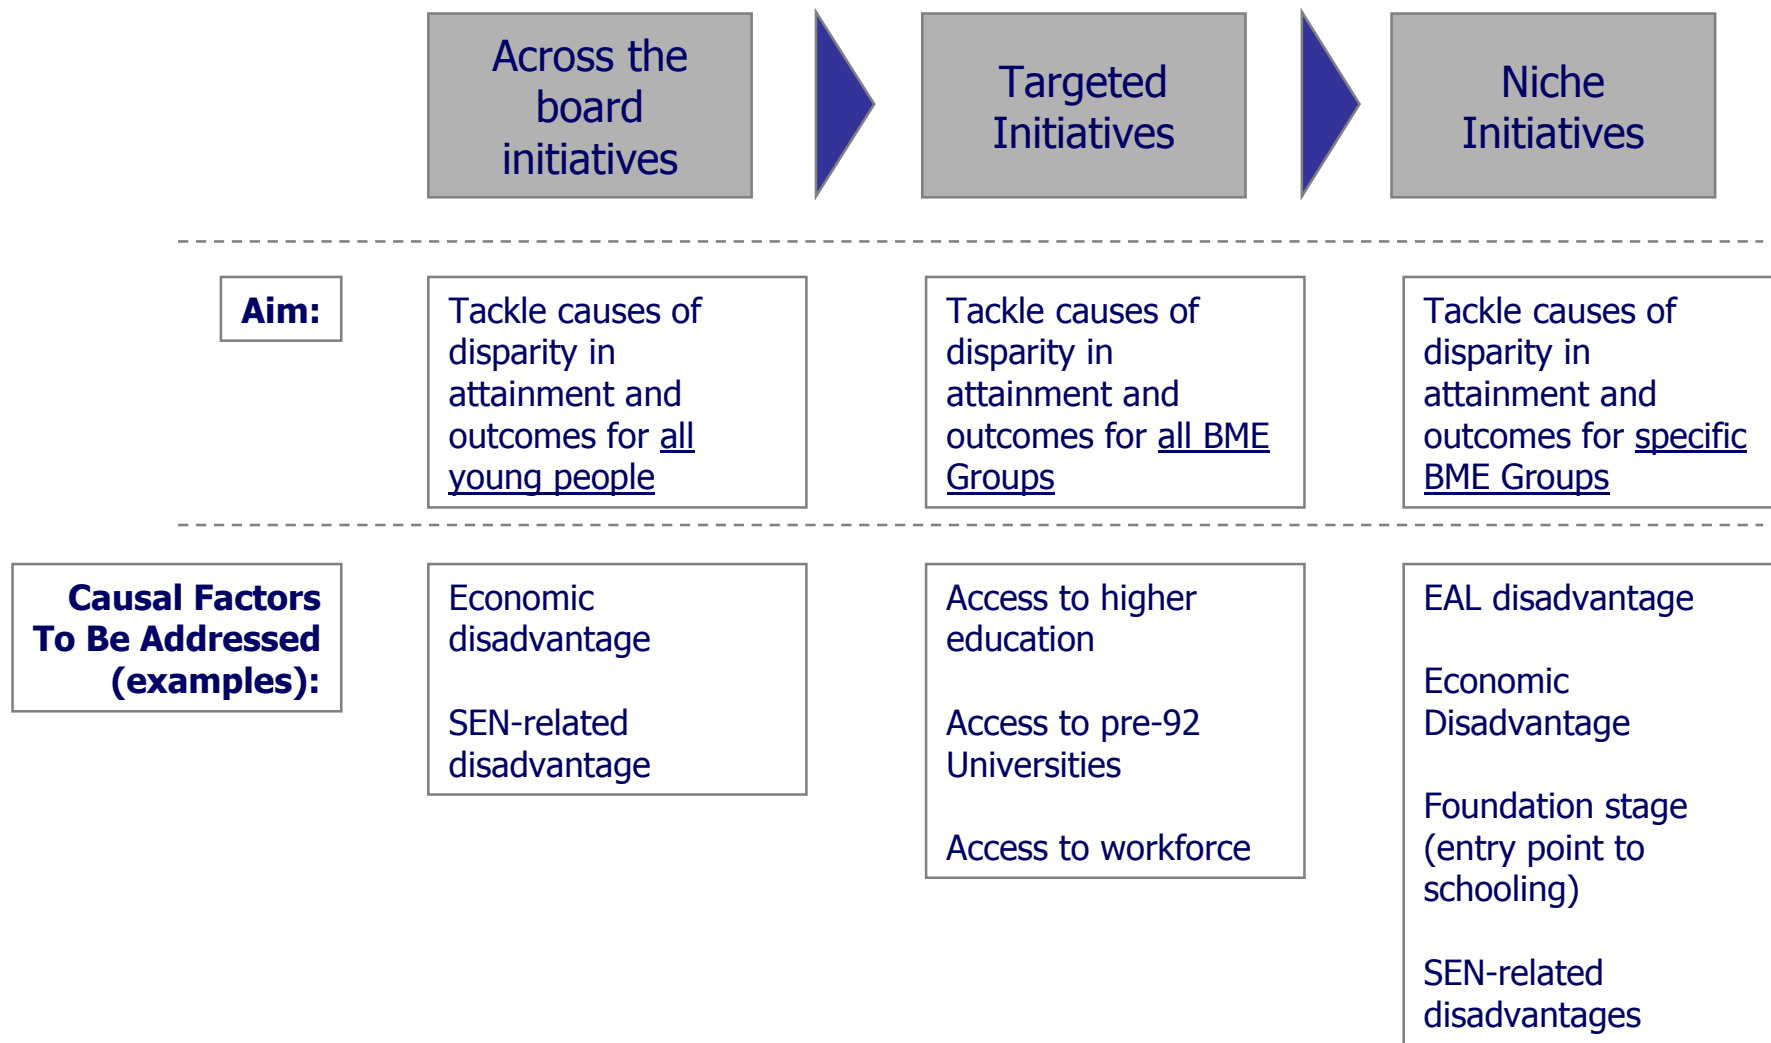 Across the
board
initiatives
Targeted
Initiatives
Niche
Initiatives
Aim:
Tackle causes of
disparity in
attainment and
outcomes for all
young people
Tackle causes of
disparity in
attainment and
outcomes for all BME
Groups
Tackle causes of
disparity in
attainment and
outcomes for specific
BME Groups
Causal Factors
To Be Addressed
(examples):
Economic
disadvantage
SEN-related
disadvantage
Access to higher
education
Access to pre-92
Universities
Access to workforce
EAL disadvantage
Economic
Disadvantage
Foundation stage
(entry point to
schooling)
SEN-related
disadvantages